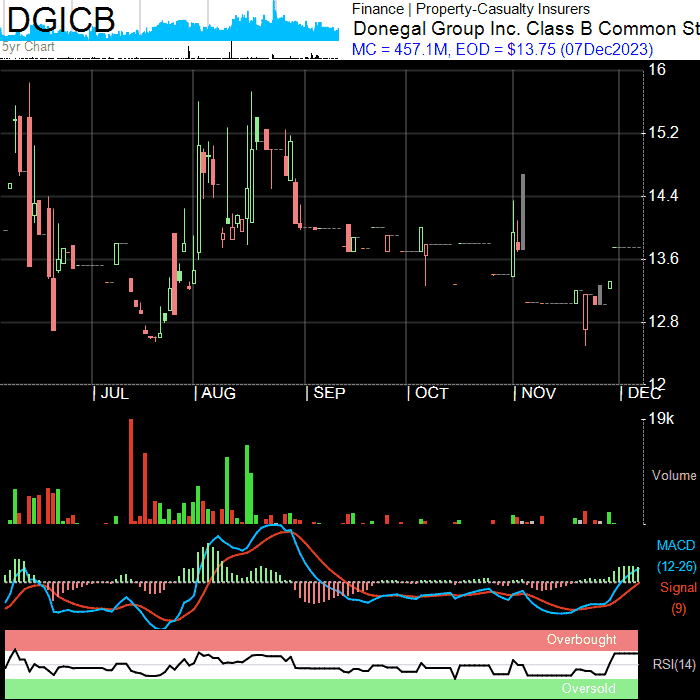 DGICB
5yr Chart
Finance | Property-Casualty Insurers
Donegal Group Inc. Class B Common St
MC = 457.1M, EOD = $13.75 (07Dec2023)
16
15.2
14.4
13.6
12.8
12
| JUL | AUG | SEP | OCT | NOV | DEC
19k
Volume
MACD
(12-26)
Signal
(9)
Overbought
RSI(14)
Oversold